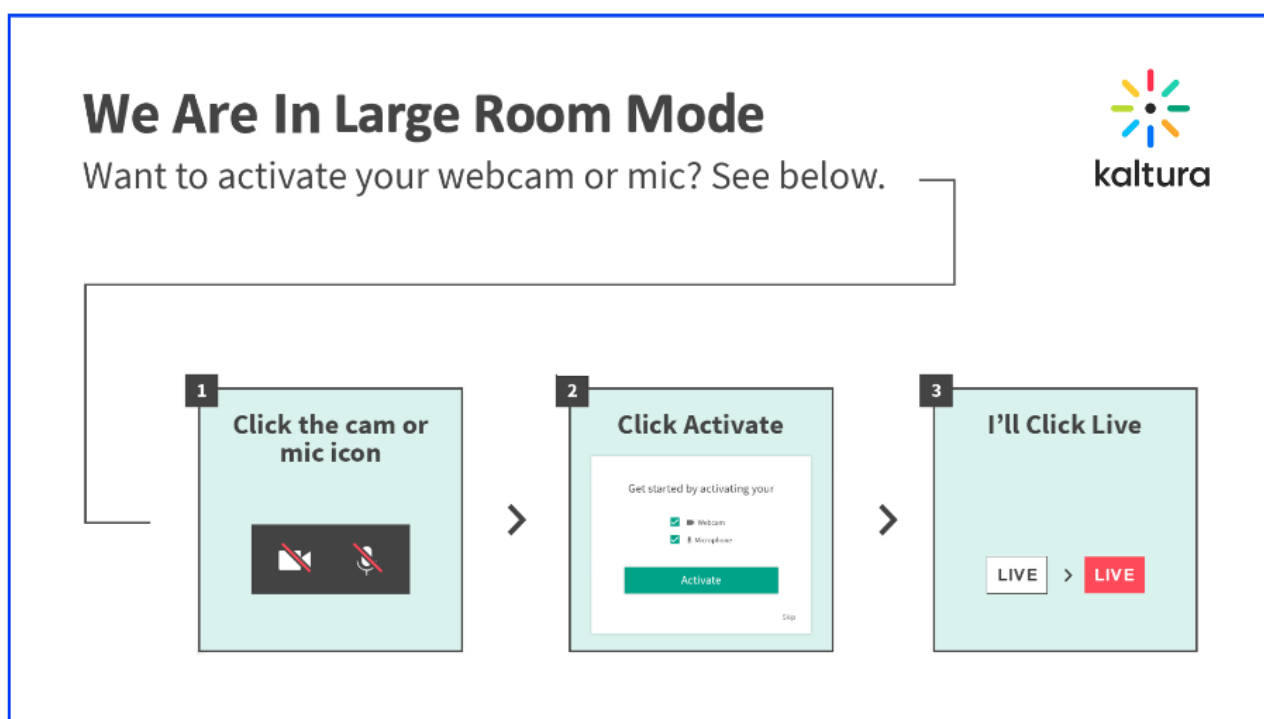 We Are In Large Room Mode
Want to activate your webcam or mic? See below.
kaltura
1
Click the cam or
mic icon
2
Click Activate
Get started by activating your
Webcam
Microphone
Activate
Skip
3
I'll Click Live
LIVE > LIVE